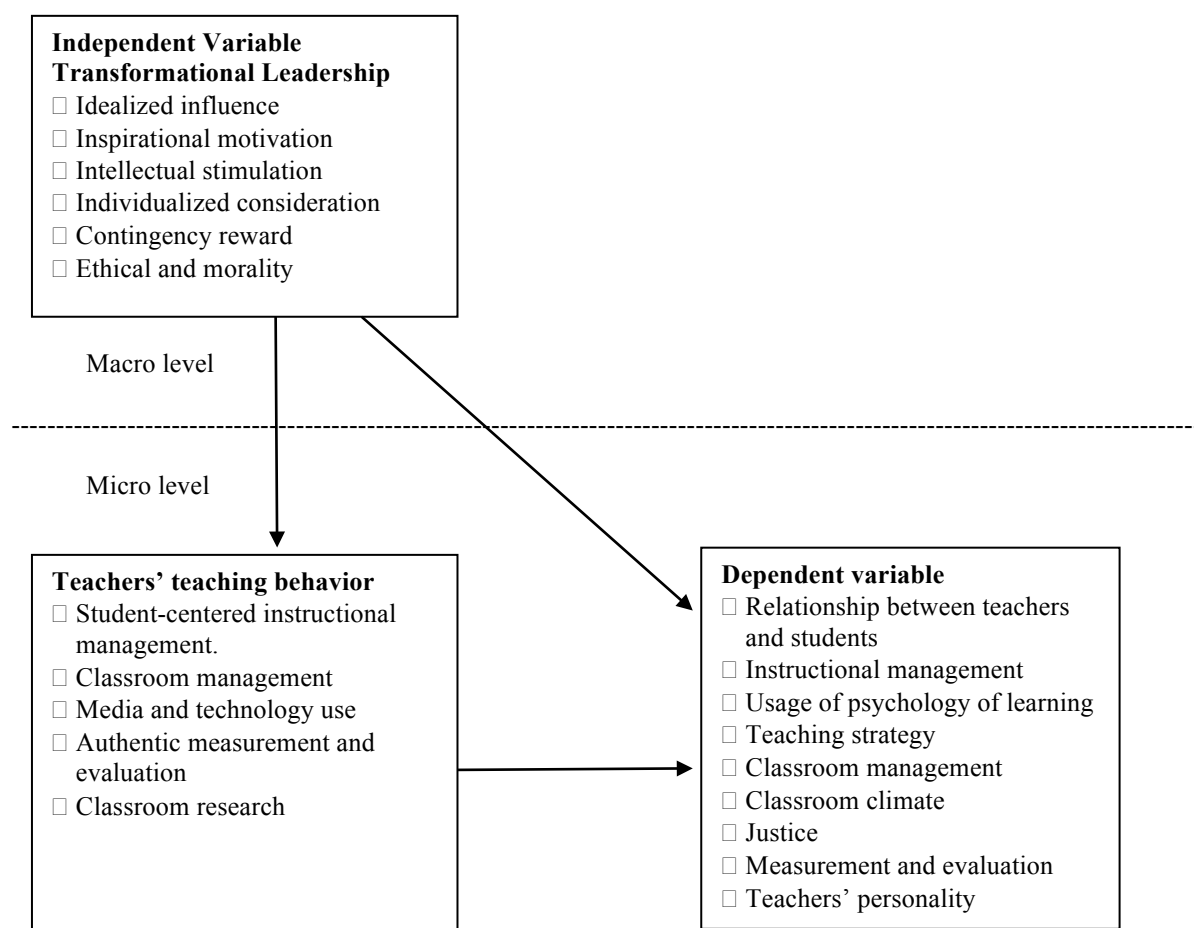 Independent Variable
Transformational Leadership
□ Idealized influence
□ Inspirational motivation
□ Intellectual stimulation
□ Individualized consideration
□ Contingency reward
□ Ethical and morality
Macro level
Micro level
Teachers’ teaching behavior
□ Student-centered instructional
management.
□ Classroom management
□ Media and technology use
□ Authentic measurement and
evaluation
□ Classroom research
Dependent variable
□ Relationship between teachers
and students
□ Instructional management
□ Usage of psychology of learning
□ Teaching strategy
□ Classroom management
□ Classroom climate
□ Justice
□ Measurement and evaluation
□ Teachers’ personality